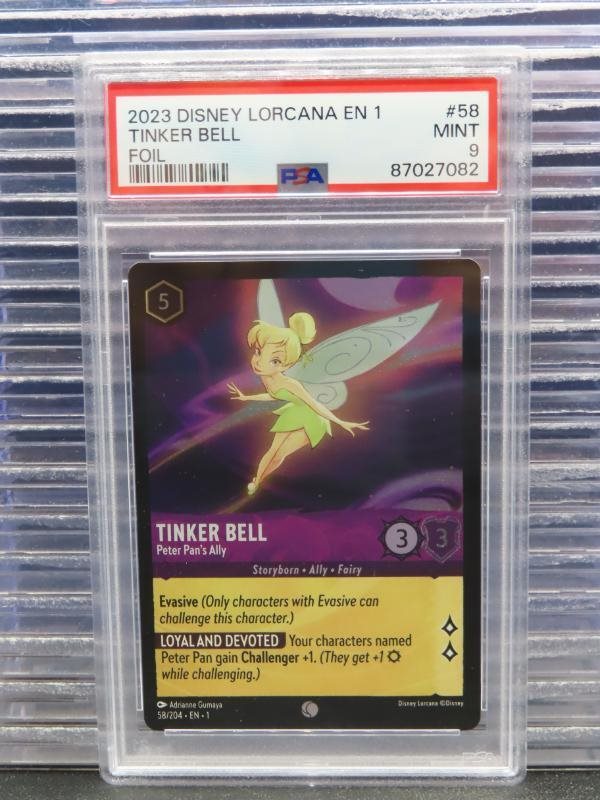 2023 DISNEY LORCANA EN 1 #58
TINKER BELL MINT
FOIL 9
PSA 87027082
5
TINKER BELL
Peter Pan's Ally
3 3
Storyborn • Ally • Fairy
Evasive (Only characters with Evasive can
challenge this character.)
LOYAL AND DEVOTED Your characters named
Peter Pan gain Challenger +1. (They get +1
while challenging.)
Adrianne Gumaya Disney Lorcana ©Disney
58/204 • EN • 1